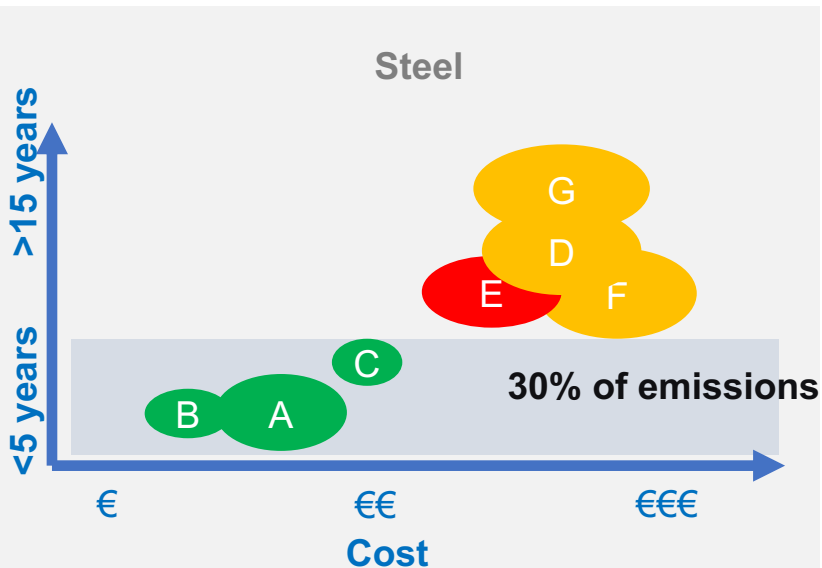 Steel
>15 years
<5 years
G
D
E
F
C
B
A
30% of emissions
€
€€
€€€
Cost